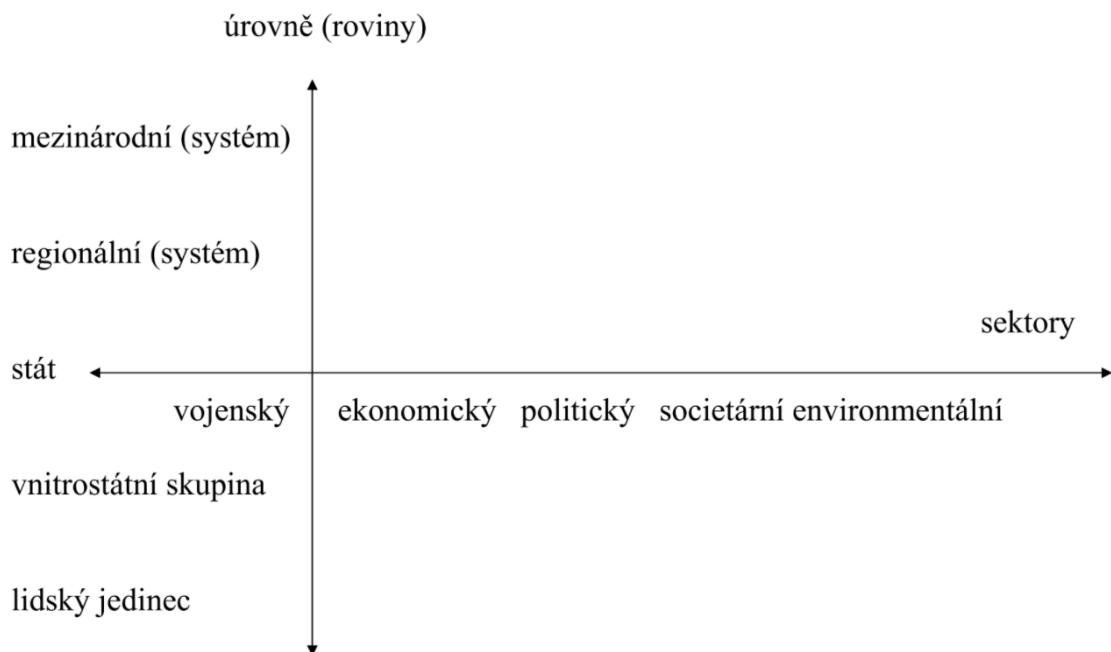 úrovně (roviny)
mezinárodní (systém)
regionální (systém)
sektory
stát
vojenský ekonomický politický societární environmentální
vnitrostátní skupina
lidský jedinec